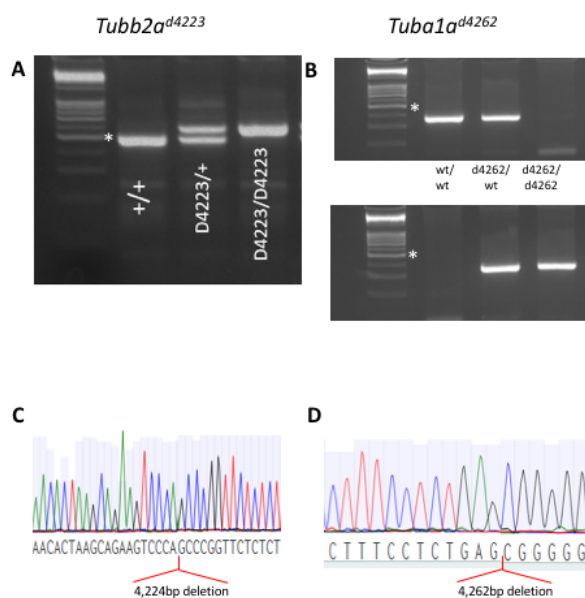 Tubb2a^d4223
Tuba1a^d4262
A
*
+/+
D4223/+
D4223/D4223
B
*
wt/ wt
d4262/ wt
d4262/ d4262
*
C
AACACTAAGCAGAAGTCCCAGCCCGGTTCTCTCT
4,224bp deletion
D
CTTTCCTCTGAGCGGGGG
4,262bp deletion